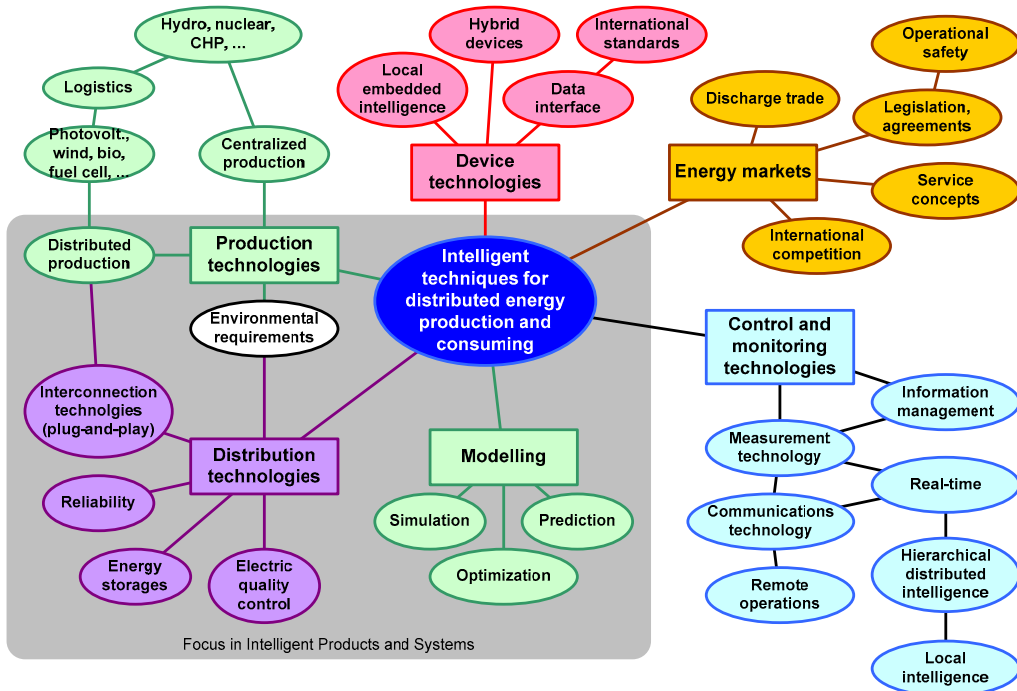 Hydro, nuclear,
CHP, ...
Logistics
Photovolt.,
wind, bio,
fuel cell, ...
Centralized
production
Hybrid
devices
International
standards
Local
embedded
intelligence
Data
interface
Device
technologies
Operational
safety
Discharge trade
Legislation,
agreements
Energy markets
Service
concepts
International
competition
Distributed
production
Production
technologies
Intelligent
techniques for
distributed energy
production and
consuming
Environmental
requirements
Interconnection
technolgies
(plug-and-play)
Distribution
technologies
Reliability
Energy
storages
Electric
quality
control
Modelling
Simulation
Prediction
Optimization
Focus in Intelligent Products and Systems
Control and
monitoring
technologies
Information
management
Measurement
technology
Real-time
Communications
technology
Hierarchical
distributed
intelligence
Remote
operations
Local
intelligence